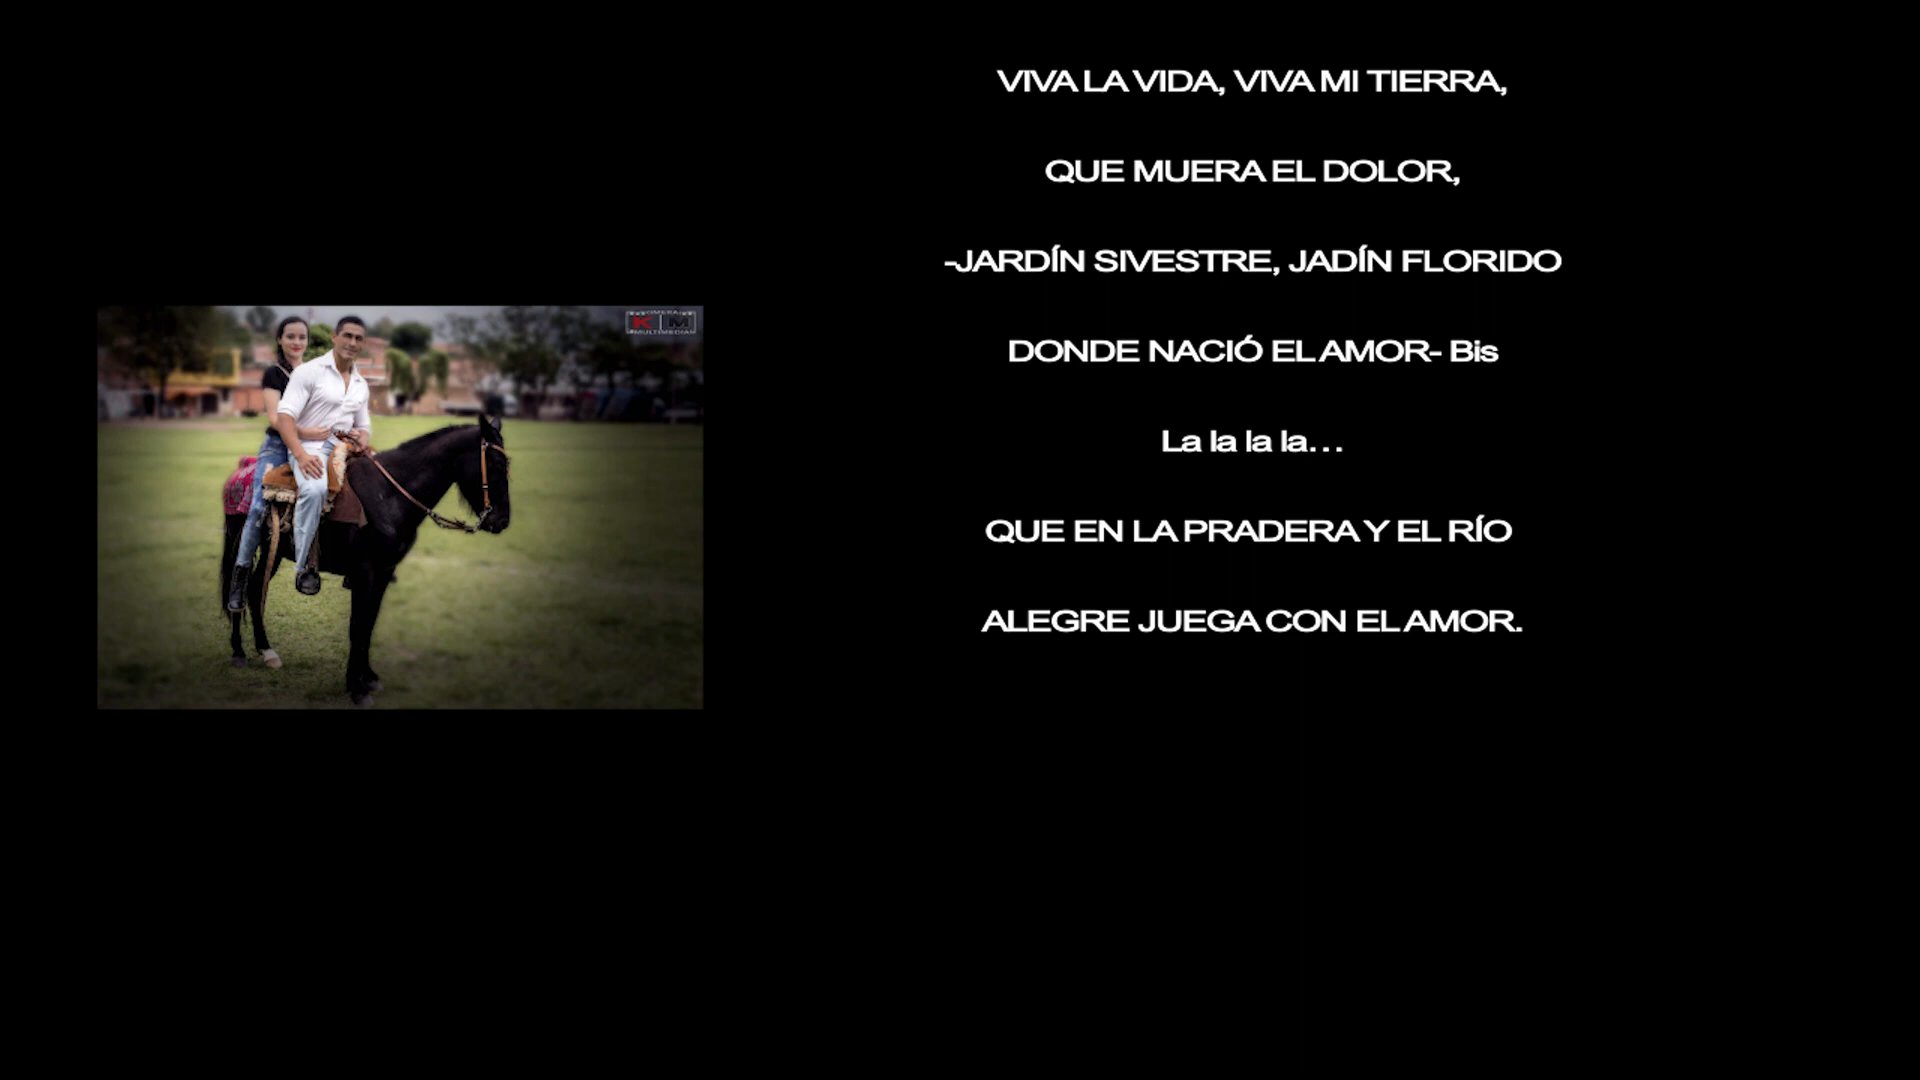 VIVA LA VIDA, VIVA MI TIERRA,
QUE MUERA EL DOLOR,
-JARDÍN SIVESTRE, JADÍN FLORIDO
DONDE NACIÓ EL AMOR- Bis
La la la la...
QUE EN LA PRADERA Y EL RÍO
ALEGRE JUEGA CON EL AMOR.
K M
MULTIMEDIA